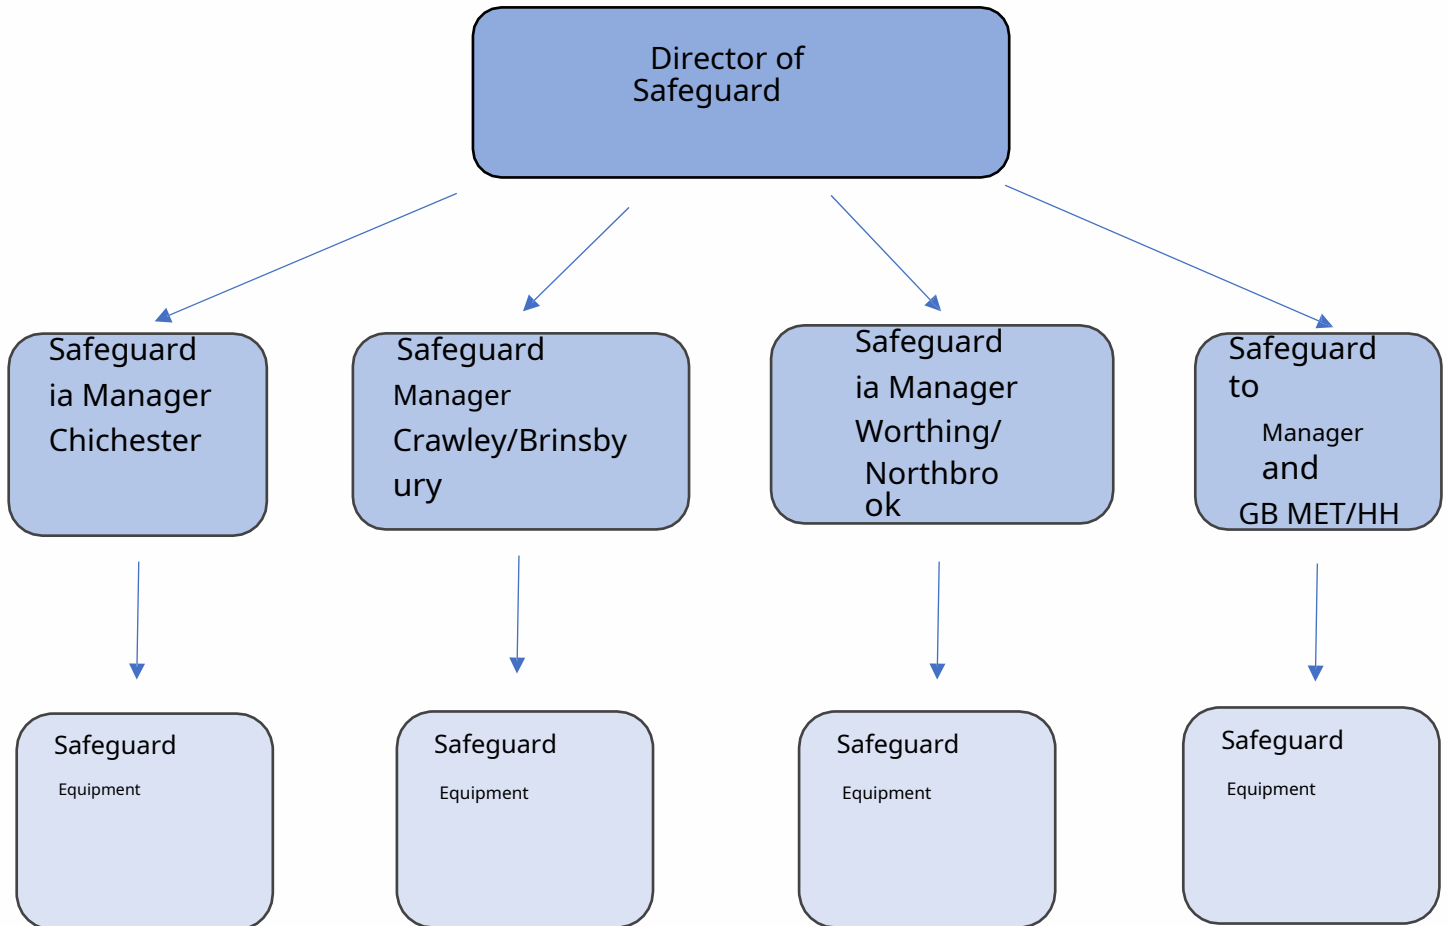 Director of
Safeguard
Safeguard
ia Manager
Chichester
Safeguard
Manager
Crawley/Brinsby
ury
Safeguard
ia Manager
Worthing/
Northbro
ok
Safeguard
to
Manager
and
GB MET/HH
Safeguard
Equipment
Safeguard
Equipment
Safeguard
Equipment
Safeguard
Equipment